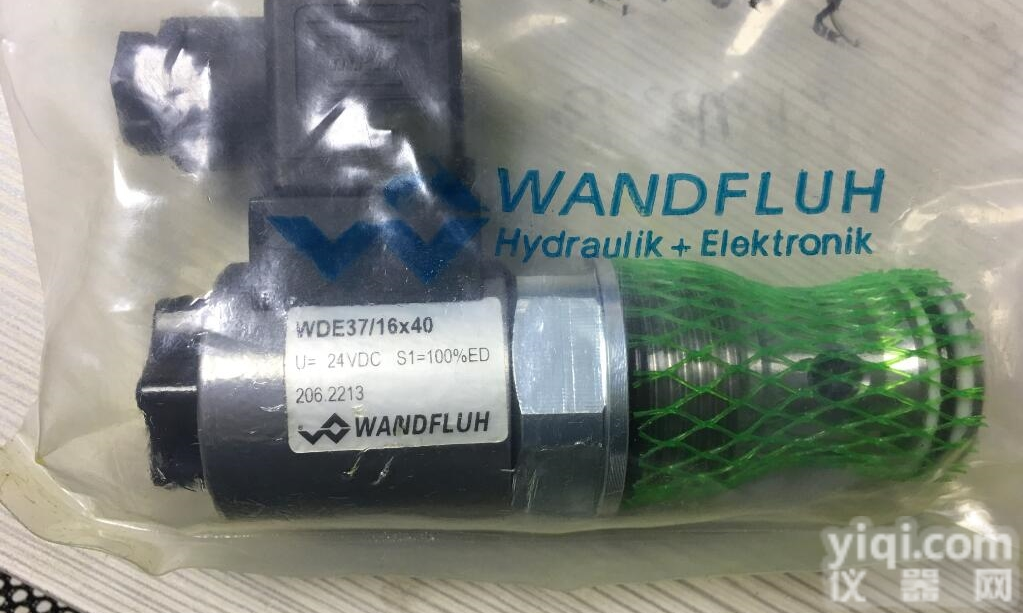 WANDFLUH
Hydraulik + Elektronik
WDE37/16x40
U= 24VDC S1=100%ED
206.2213
WANDFLUH
yiqi.com
仪器网